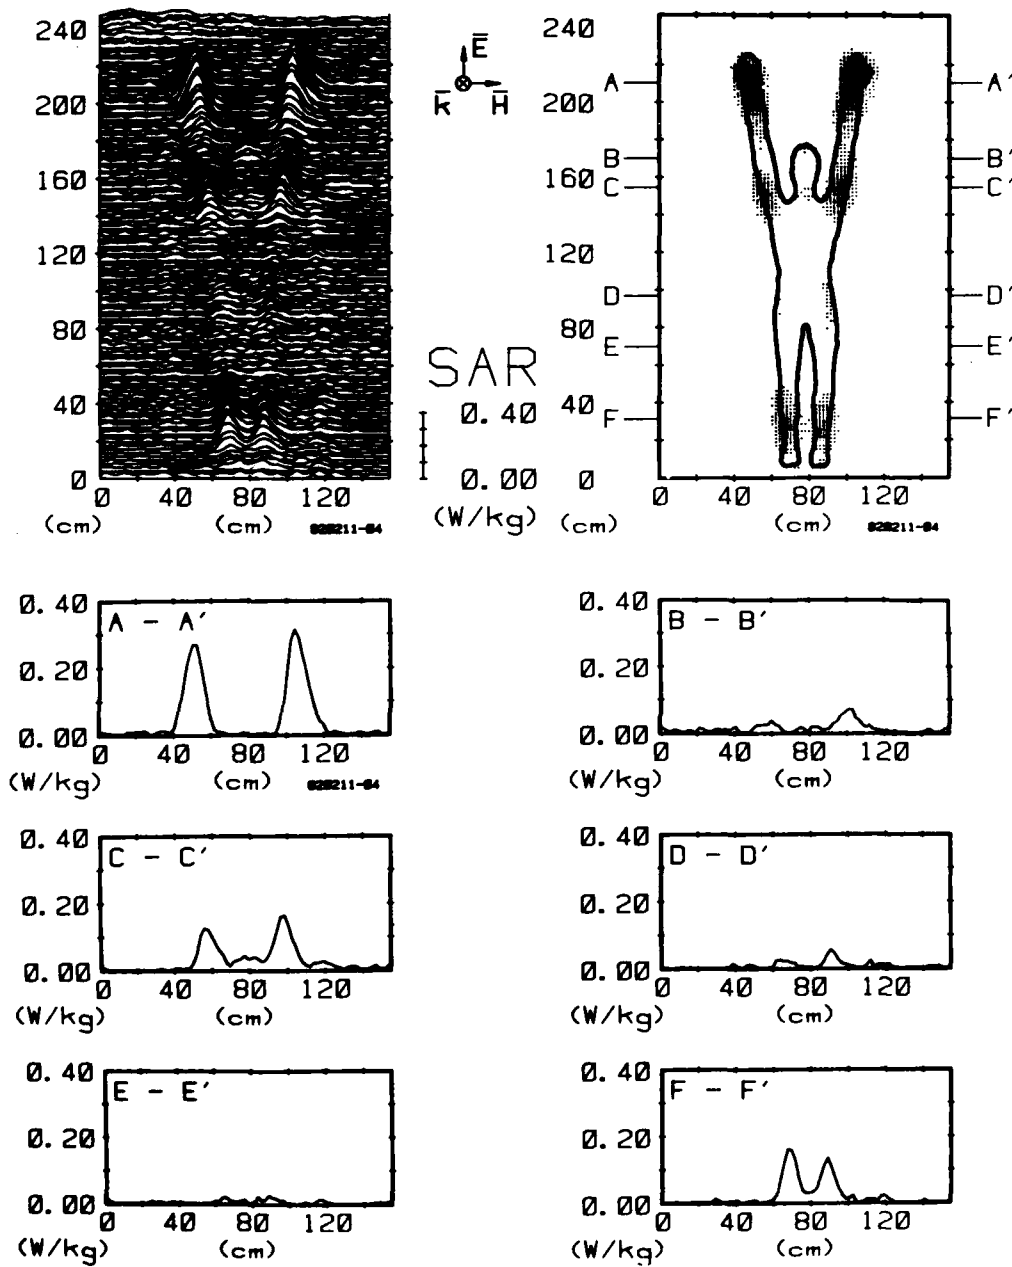 240
200
160
120
80
40
0
0 40 80 120
(cm) (cm) 820211-04
E
k H
SAR
0.40
0.00
(W/kg)
240
200
160
120
80
40
0
0 40 80 120
(cm) (cm) 820211-04
A A'
B B'
C C'
D D'
E E'
F F'
A - A'
0.40
0.20
0.00
0 40 80 120
(W/kg) (cm) 820211-04
B - B'
0.40
0.20
0.00
0 40 80 120
(W/kg) (cm)
C - C'
0.40
0.20
0.00
0 40 80 120
(W/kg) (cm)
D - D'
0.40
0.20
0.00
0 40 80 120
(W/kg) (cm)
E - E'
0.40
0.20
0.00
0 40 80 120
(W/kg) (cm)
F - F'
0.40
0.20
0.00
0 40 80 120
(W/kg) (cm)